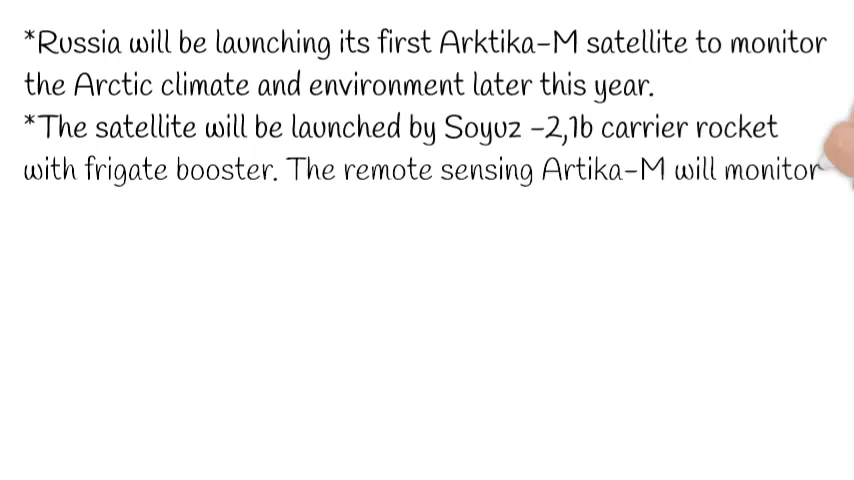 *Russia will be launching its first Arktika-M satellite to monitor
the Arctic climate and environment later this year.
*The satellite will be launched by Soyuz -2,1b carrier rocket
with frigate booster. The remote sensing Artika-M will monitor